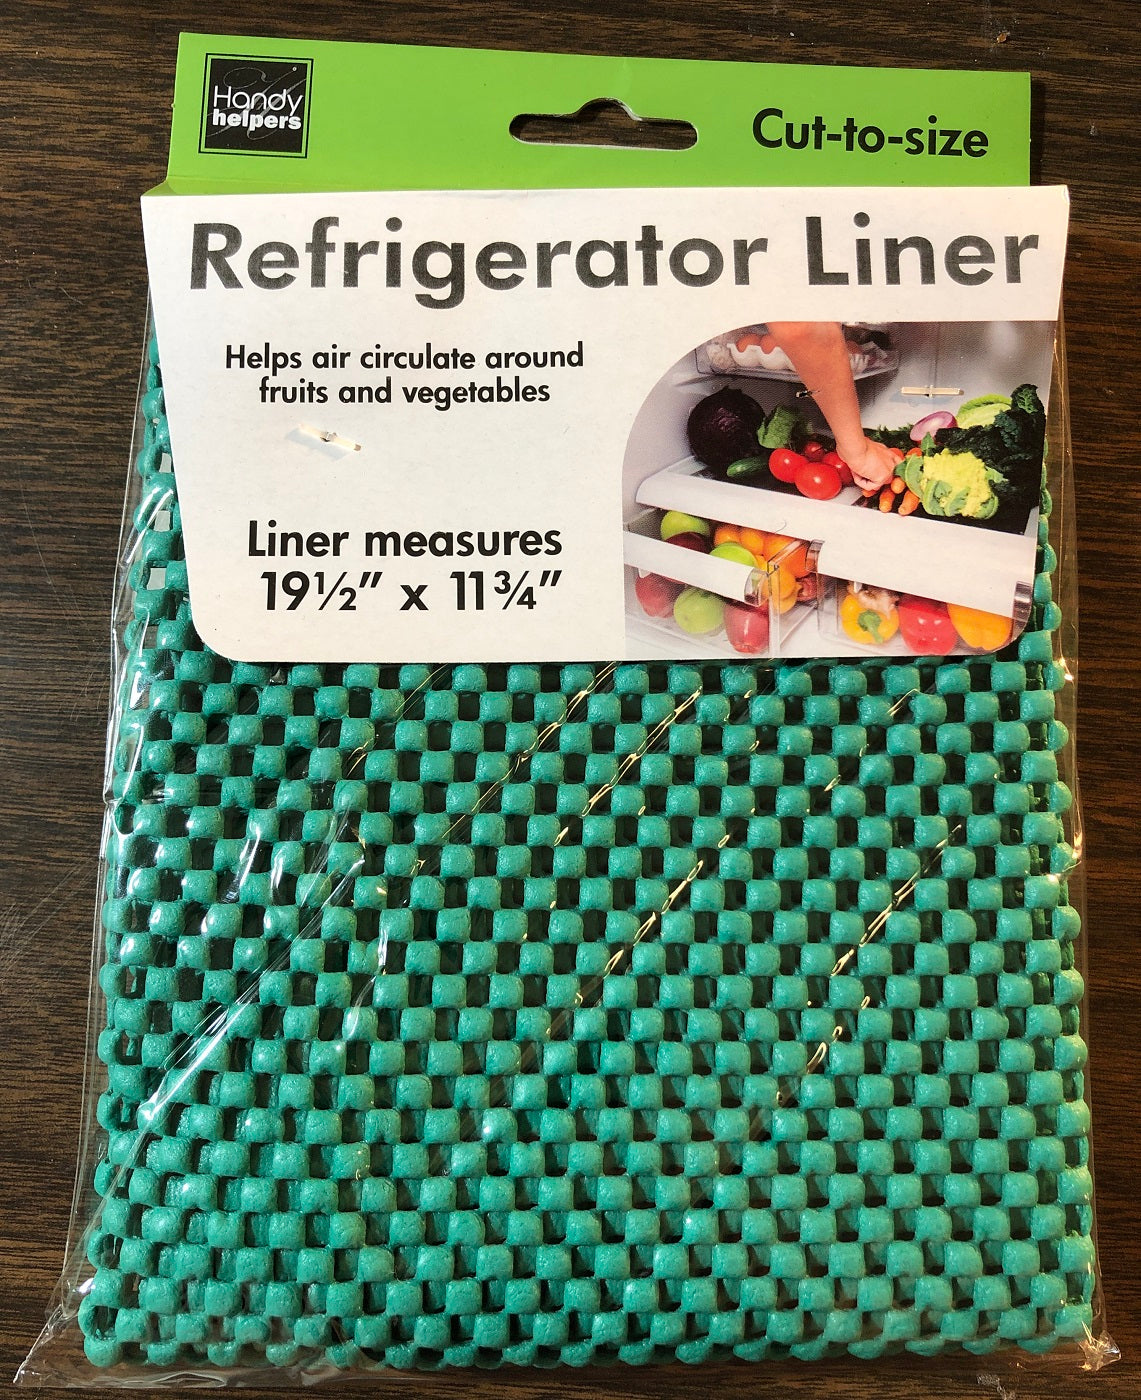 Handy
helpers
Cut-to-size
Refrigerator Liner
Helps air circulate around
fruits and vegetables
Liner measures
19½” x 11¾”